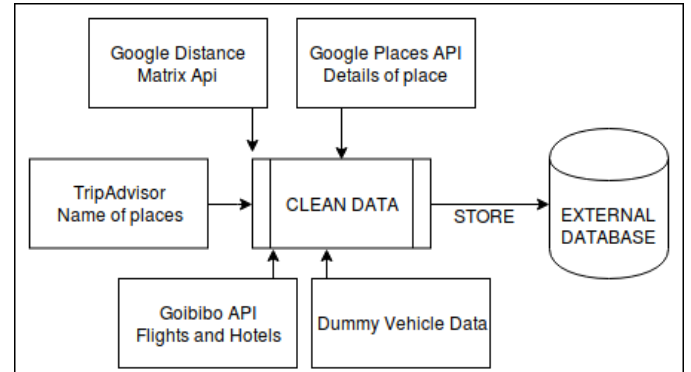 Google Distance
Matrix Api
Google Places API
Details of place
TripAdvisor
Name of places
CLEAN DATA
STORE
EXTERNAL
DATABASE
Goibibo API
Flights and Hotels
Dummy Vehicle Data